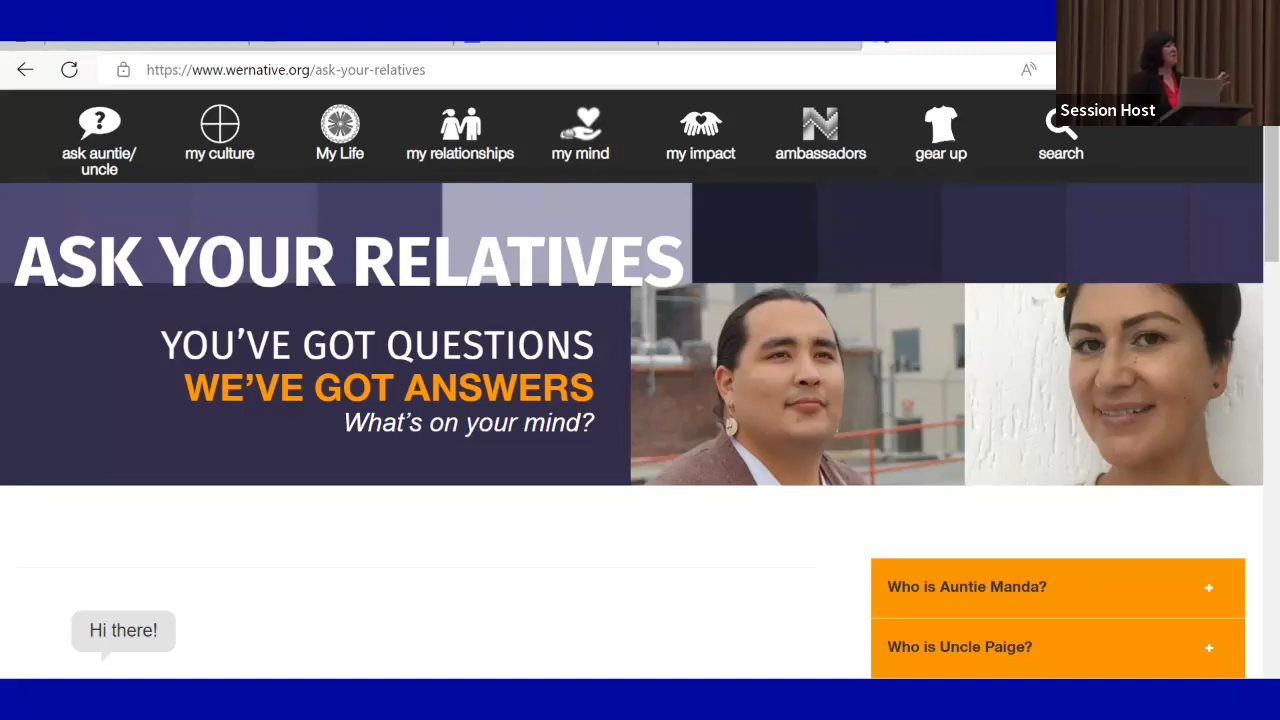 https://www.wernative.org/ask-your-relatives
A
Session Host
ask auntie/
uncle
my culture
My Life
my relationships
my mind
my impact
N
ambassadors
gear up
search
ASK YOUR RELATIVES
YOU'VE GOT QUESTIONS
WE'VE GOT ANSWERS
What's on your mind?
Who is Auntie Manda?
+
Who is Uncle Paige?
+
Hi there!